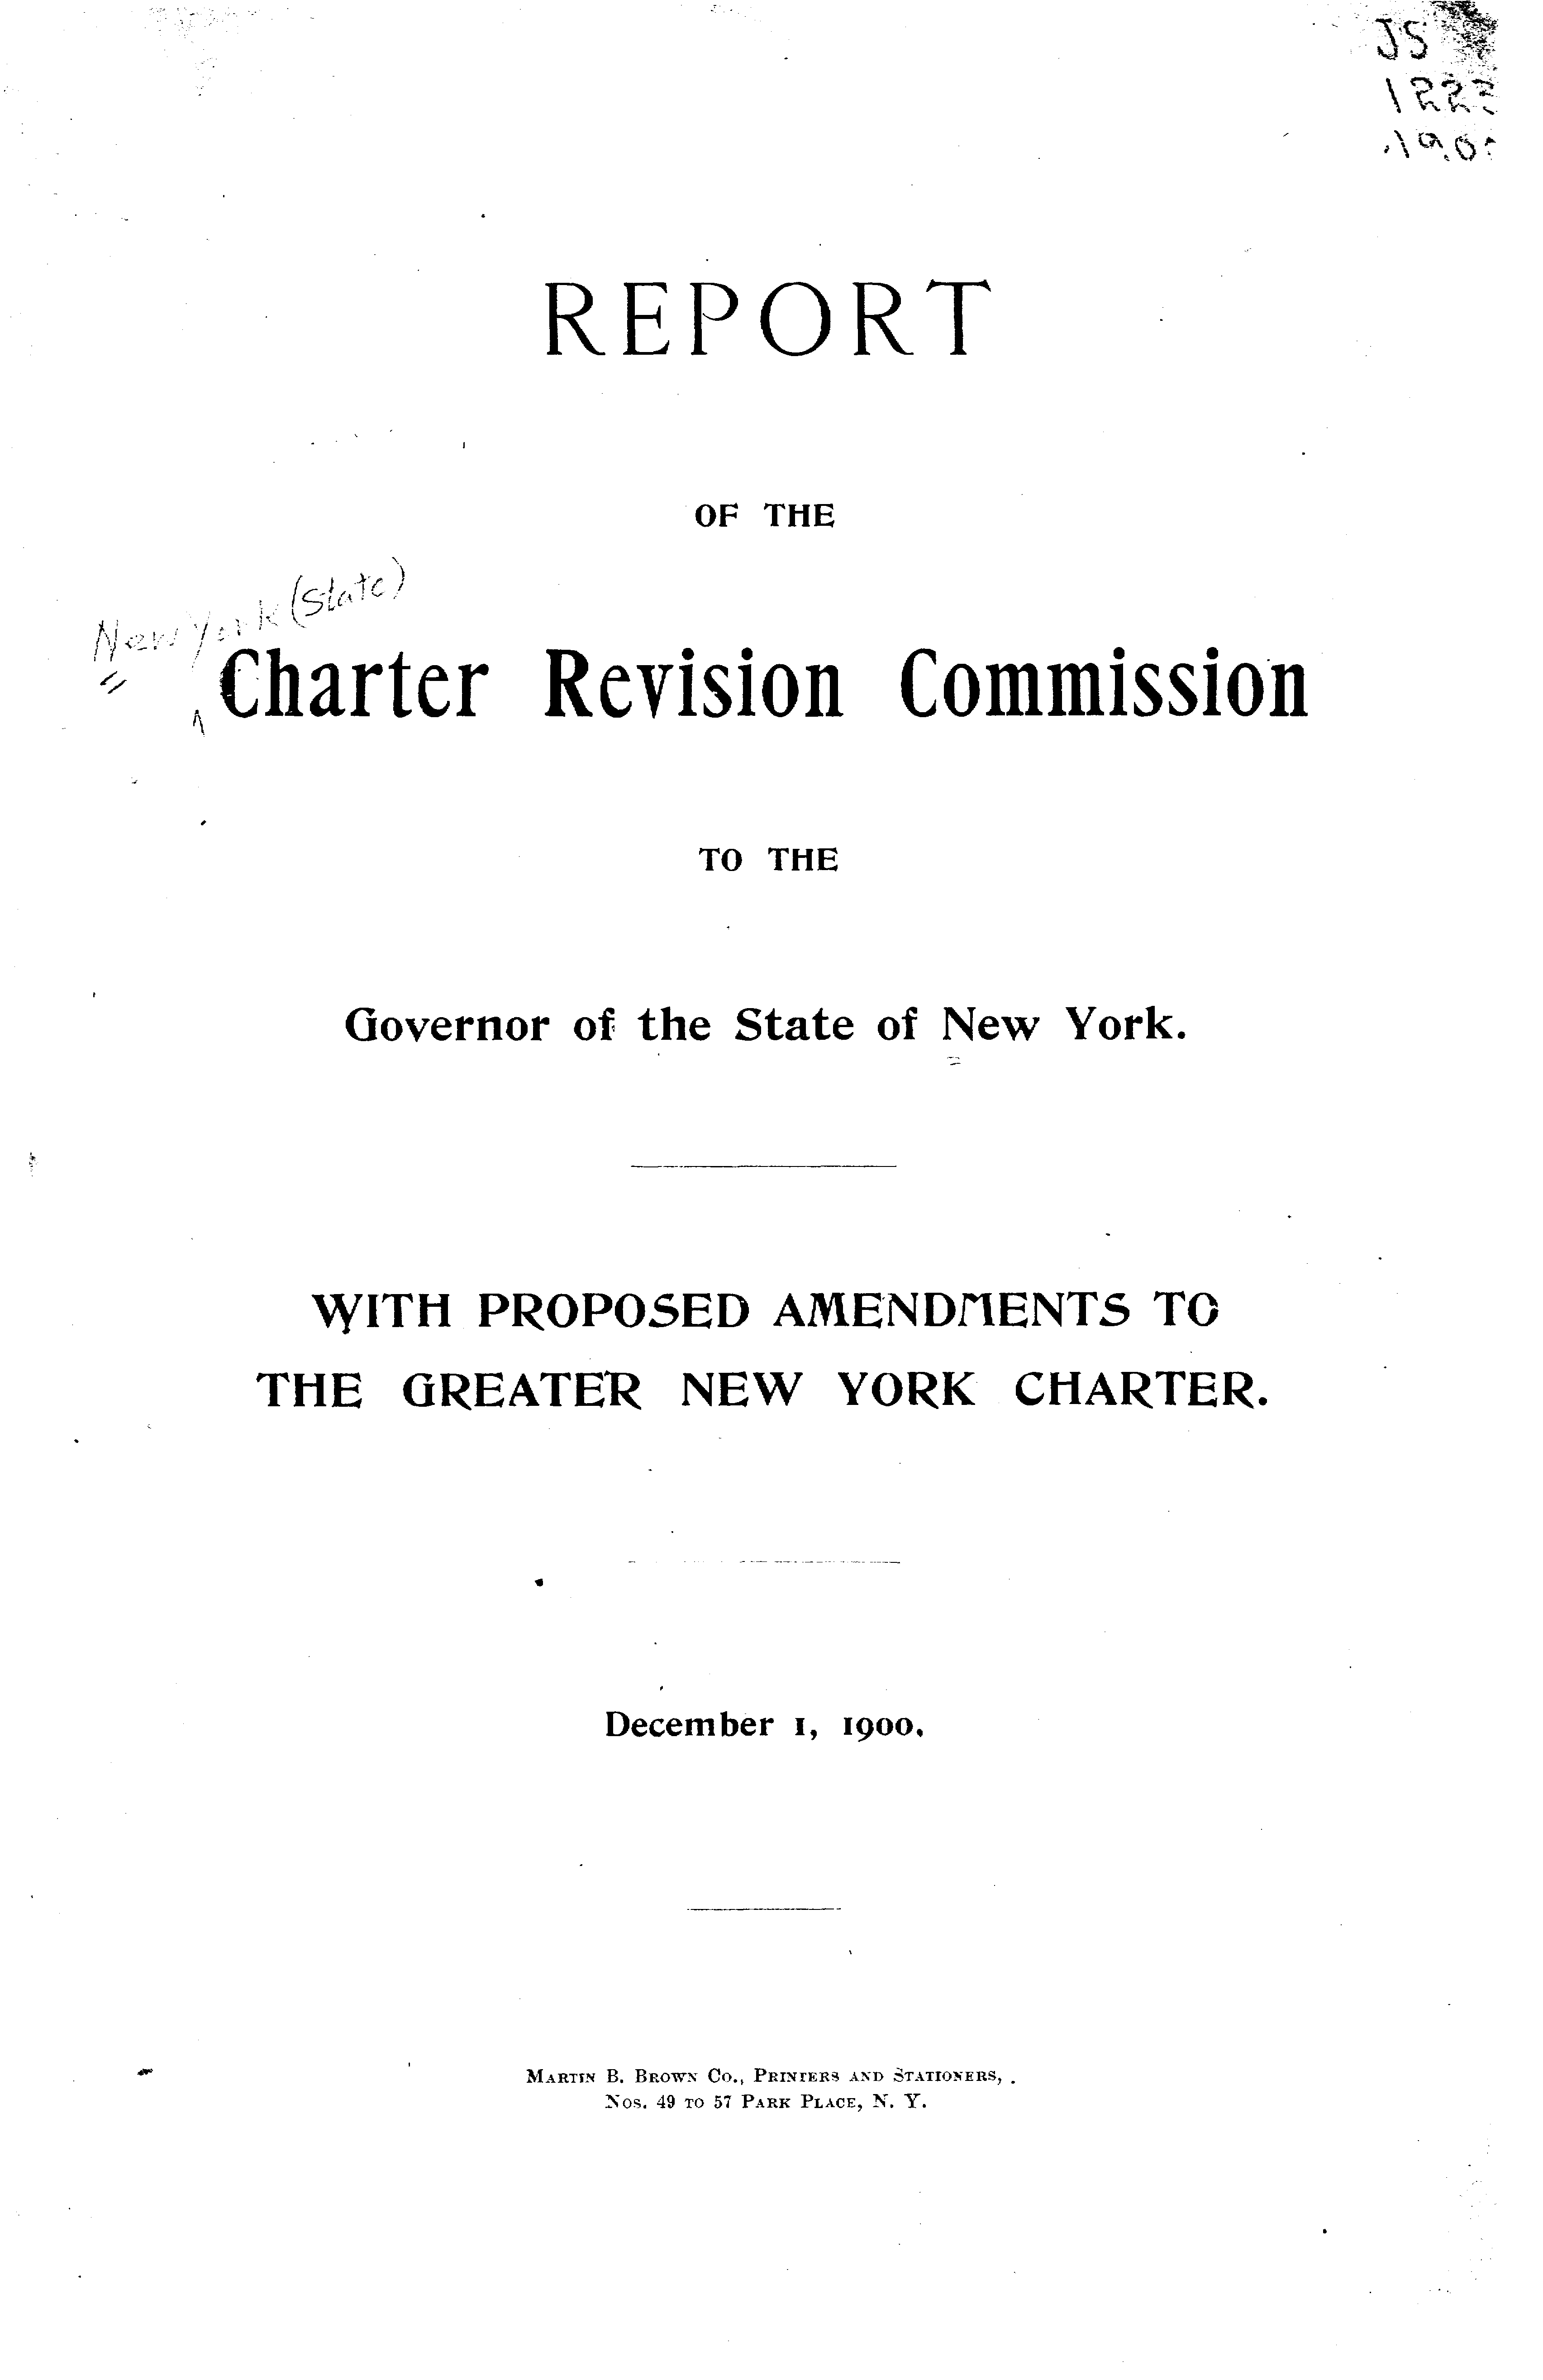 JS
REPORT
OF THE
New York (State)
Charter Revision Commission
TO THE
Governor of the State of New York.
WITH PROPOSED AMENDMENTS TO
THE GREATER NEW YORK CHARTER.
December 1, 1900.
MARTIN B. BROWN CO., PRINTERS AND STATIONERS,
NOS. 49 TO 57 PARK PLACE, N. Y.